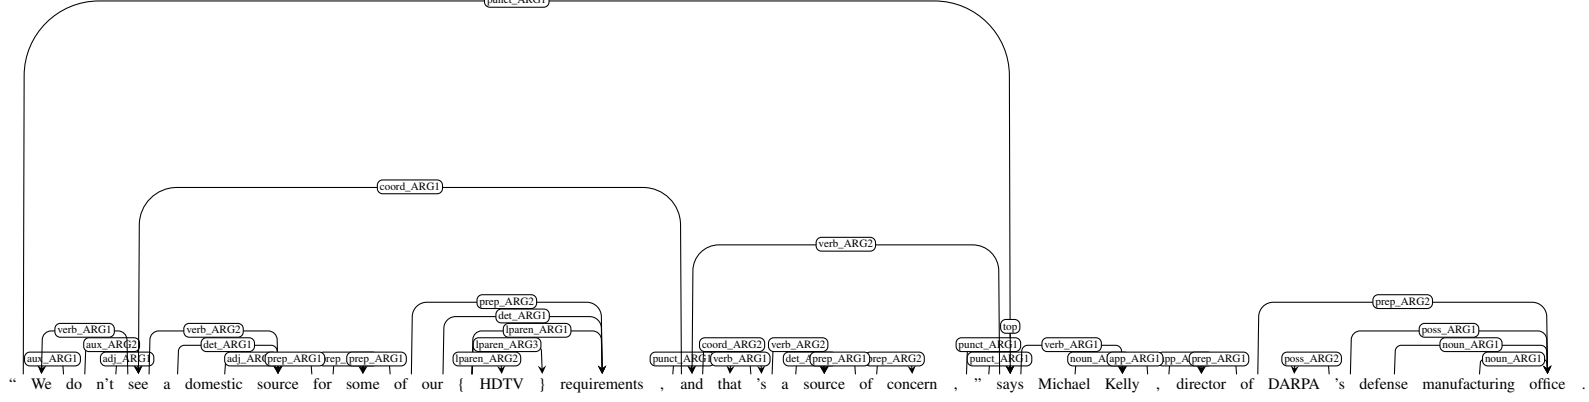 punct_ARG1
coord_ARG1
verb_ARG2
prep_ARG2 prep_ARG2
det_ARG1 top
verb_ARG1 verb_ARG2 lparen_ARG1 poss_ARG1
aux_ARG2 det_ARG1 lparen_ARG3 coord_ARG2 verb_ARG2 punct_ARG1 verb_ARG1 noun_ARG1
aux_ARG1 adj_ARG1 prep_ARG1 prep_ARG1 lparen_ARG2 verb_ARG1 prep_ARG1 prep_ARG2 punct_ARG1 app_ARG1 prep_ARG1 poss_ARG2 noun_ARG1
“ We do n't see a domestic source for some of our { HDTV } requirements , and that 's a source of concern , ” says Michael Kelly , director of DARPA 's defense manufacturing office .